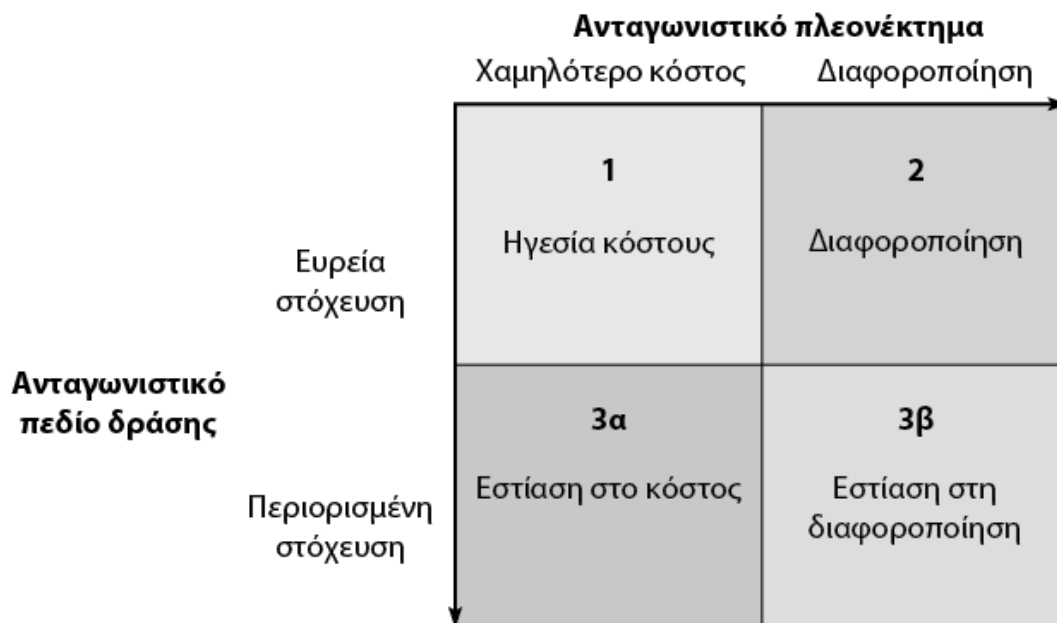 Ανταγωνιστικό πλεονέκτημα
Χαμηλότερο κόστος
Διαφοροποίηση
1
2
Ηγεσία κόστους
Διαφοροποίηση
Ευρεία
στόχευση
Ανταγωνιστικό
πεδίο δράσης
3α
3β
Εστίαση στο κόστος
Εστίαση στη
διαφοροποίηση
Περιορισμένη
στόχευση